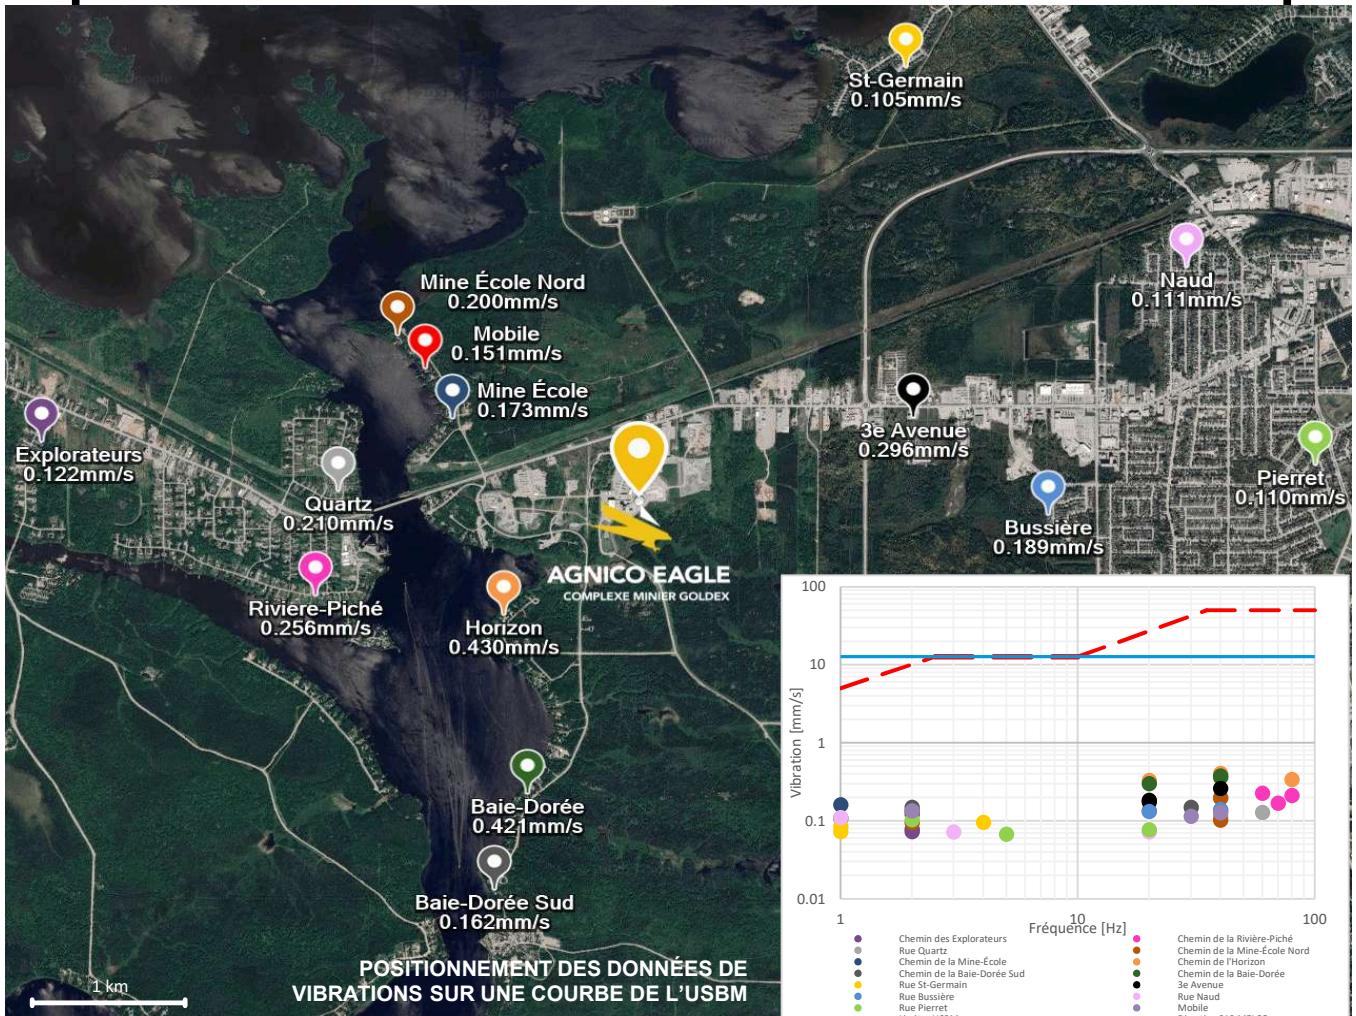 St-Germain
0.105mm/s
Naud
0.111mm/s
Mine École Nord
0.200mm/s
Mobile
0.151mm/s
Mine École
0.173mm/s
3e Avenue
0.296mm/s
Explorateurs
0.122mm/s
Quartz
0.210mm/s
Pierret
0.110mm/s
Bussière
0.189mm/s
AGNICO EAGLE
COMPLEXE MINIER GOLDEX
Riviere-Piché
0.256mm/s
Horizon
0.430mm/s
Baie-Dorée
0.421mm/s
Baie-Dorée Sud
0.162mm/s
POSITIONNEMENT DES DONNÉES DE
VIBRATIONS SUR UNE COURBE DE L'USBM
1 km
Vibration [mm/s]
100
10
1
0.1
0.01
1
10
100
Fréquence [Hz]
Chemin des Explorateurs
Chemin de la Rivière-Piché
Rue Quartz
Chemin de la Mine-École Nord
Chemin de la Mine-École
Chemin de l'Horizon
Chemin de la Baie-Dorée Sud
Chemin de la Baie-Dorée
Rue St-Germain
3e Avenue
Rue Bussière
Rue Naud
Rue Pierret
Mobile